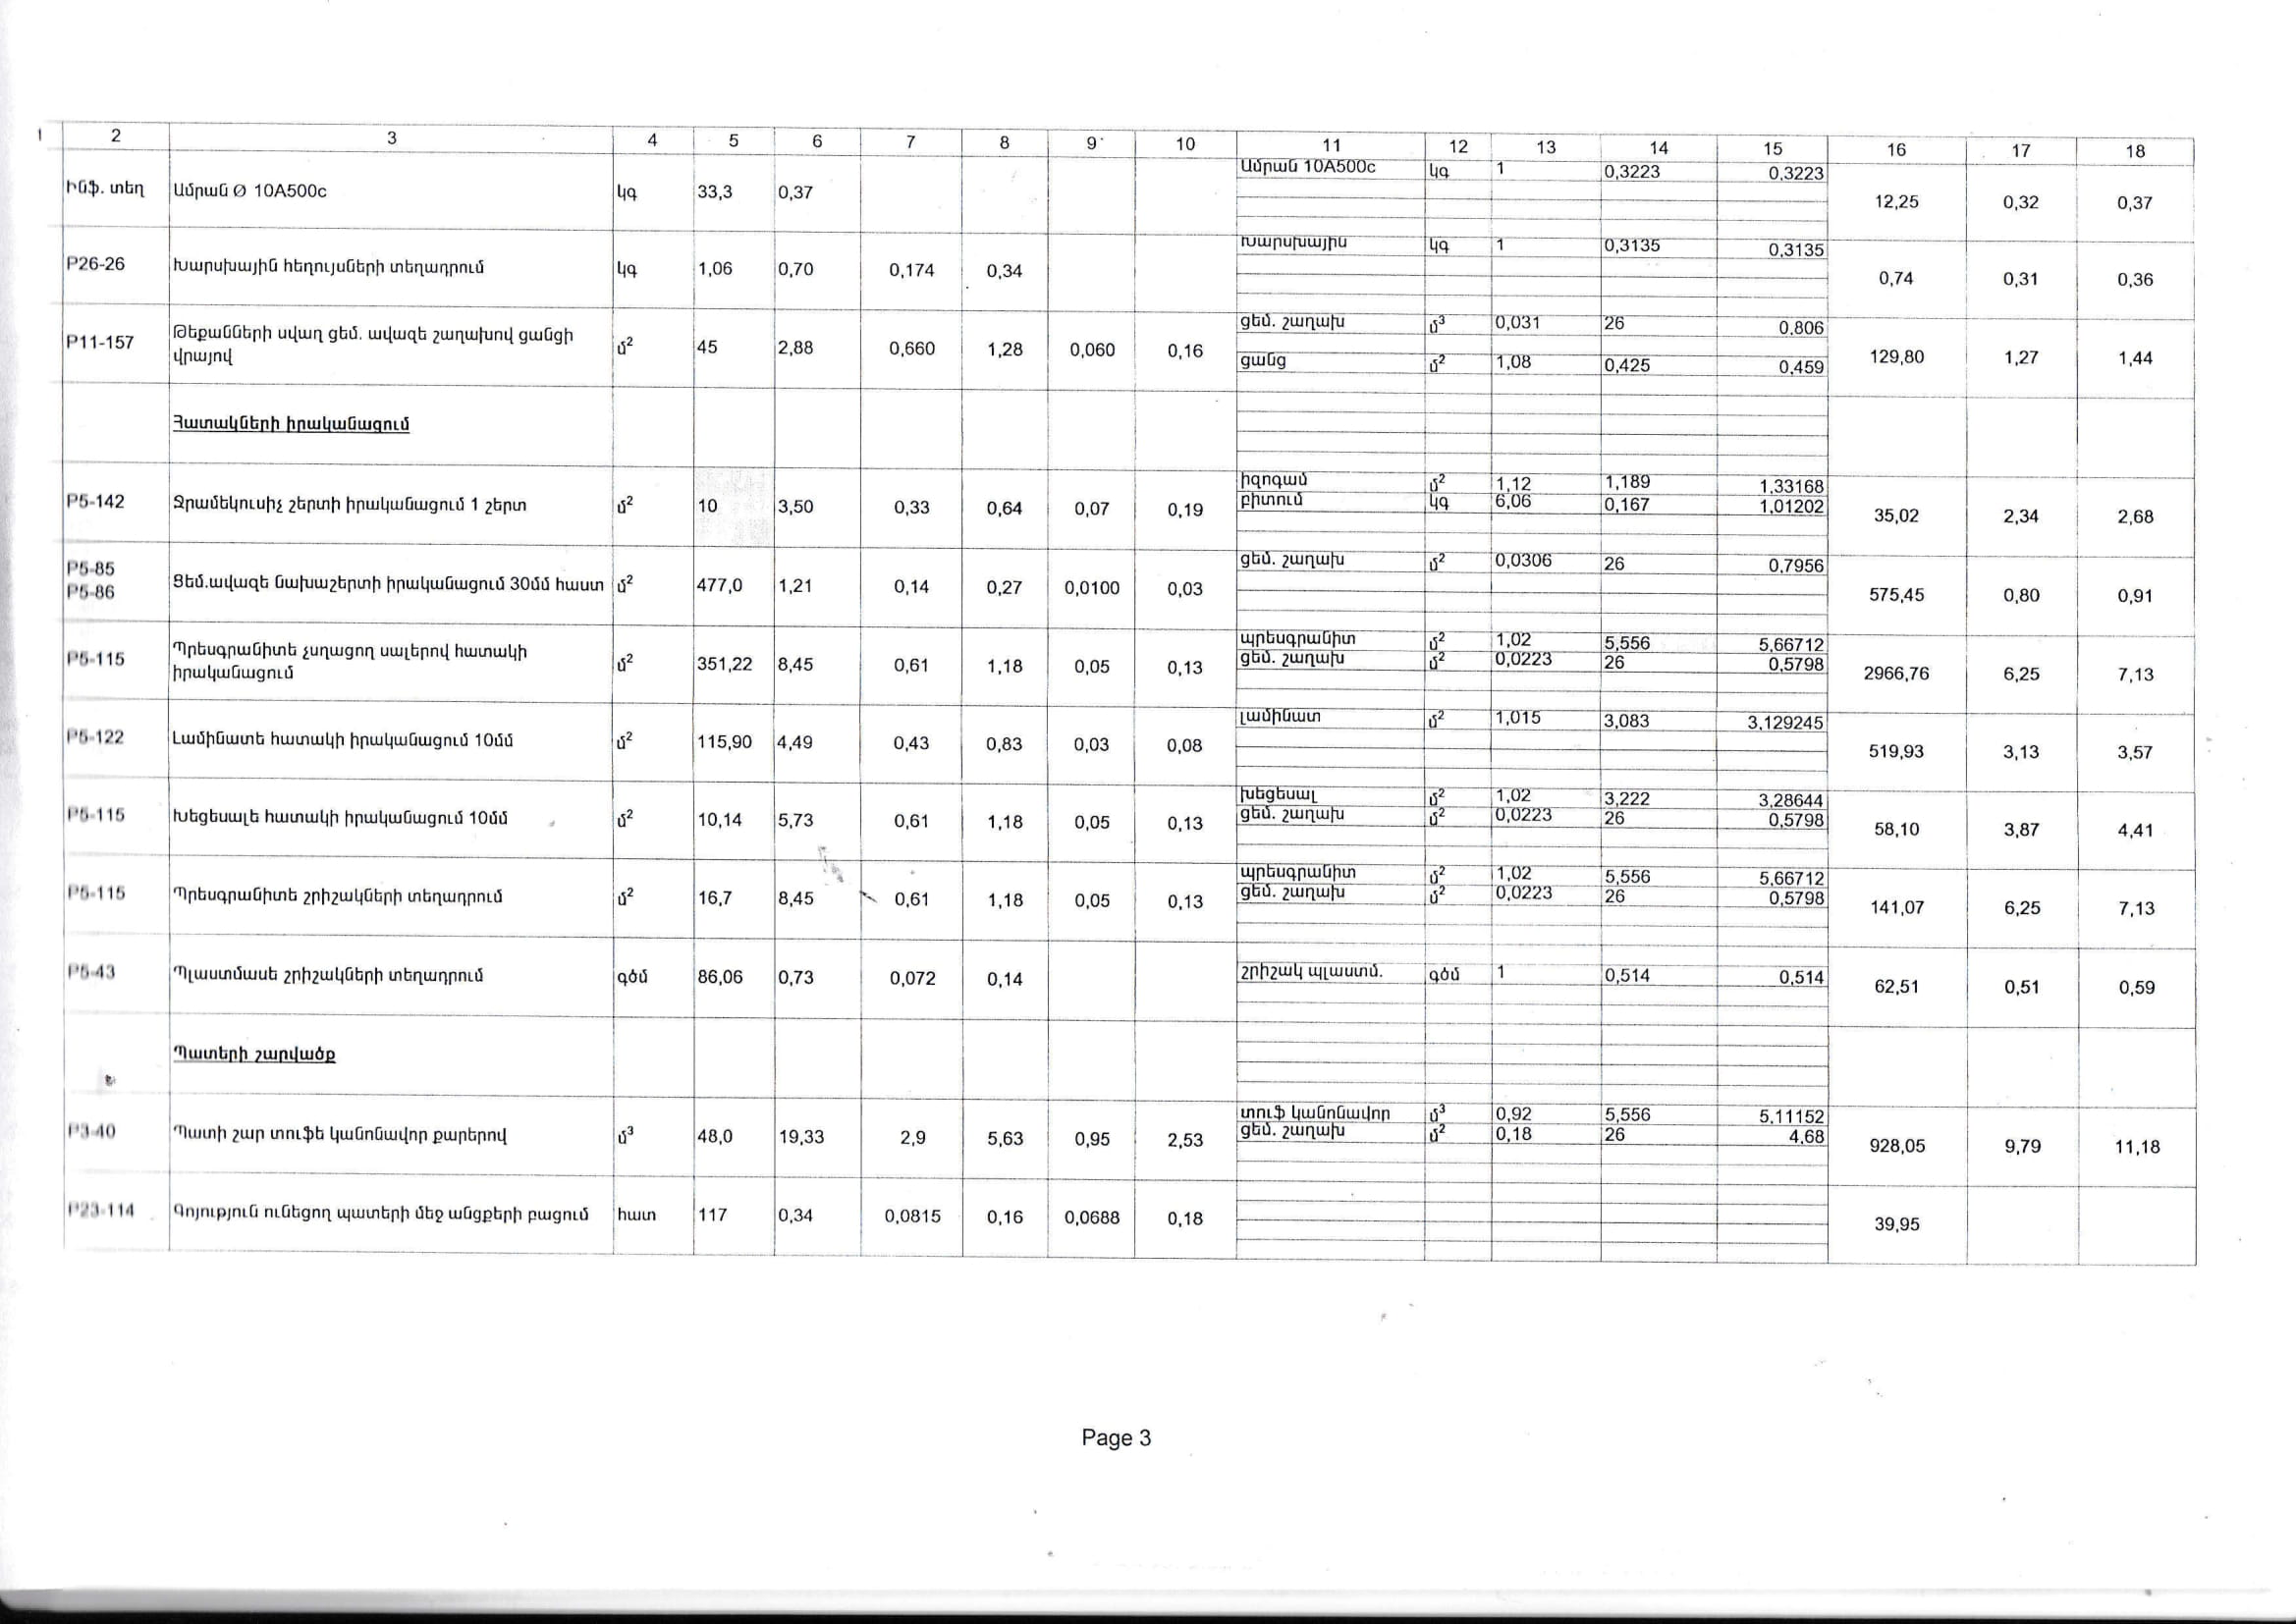 1 2 3 4 5 6 7 8 9 10 11 12 13 14 15 16 17 18
Ինֆ. տեղ Ամրան Ø 10A500c կգ 33,3 0,37 Ամրան 10A500c կգ 1 0,3223 0,3223 12,25 0,32 0,37
P26-26 Խարսխային հեղույսների տեղադրում կգ 1,06 0,70 0,174 0,34 խարսխային կգ 1 0,3135 0,3135 0,74 0,31 0,36
P11-157 Թեքանների սվաղ ցեմ. ավազե շաղախով ցանցի վրայով մ² 45 2,88 0,660 1,28 0,060 0,16 ցեմ. շաղախ մ³ 0,031 26 0,806 129,80 1,27 1,44
ցանց մ² 1,08 0,425 0,459
Հատակների իրականացում
P5-142 Ջրամեկուսիչ շերտի իրականացում 1 շերտ մ² 10 3,50 0,33 0,64 0,07 0,19 իզոգամ մ² 1,12 1,189 1,33168 35,02 2,34 2,68
բիտում կգ 6,06 0,167 1,01202
P5-85 P5-86 Ցեմ.ավազե նախաշերտի իրականացում 30մմ հաստ մ² 477,0 1,21 0,14 0,27 0,0100 0,03 ցեմ. շաղախ մ² 0,0306 26 0,7956 575,45 0,80 0,91
P5-115 Պրեսգրանիտե չսղացող սալերով հատակի իրականացում մ² 351,22 8,45 0,61 1,18 0,05 0,13 պրեսգրանիտ մ² 1,02 5,556 5,66712 2966,76 6,25 7,13
ցեմ. շաղախ մ² 0,0223 26 0,5798
P5-122 Լամինատե հատակի իրականացում 10մմ մ² 115,90 4,49 0,43 0,83 0,03 0,08 լամինատ մ² 1,015 3,083 3,129245 519,93 3,13 3,57
P5-115 Խեցեսալե հատակի իրականացում 10մմ մ² 10,14 5,73 0,61 1,18 0,05 0,13 խեցեսալ մ² 1,02 3,222 3,28644 58,10 3,87 4,41
ցեմ. շաղախ մ² 0,0223 26 0,5798
P5-115 Պրեսգրանիտե շրիշակների տեղադրում մ² 16,7 8,45 0,61 1,18 0,05 0,13 պրեսգրանիտ մ² 1,02 5,556 5,66712 141,07 6,25 7,13
ցեմ. շաղախ մ² 0,0223 26 0,5798
P5-43 Պլաստմասե շրիշակների տեղադրում գծմ 86,06 0,73 0,072 0,14 շրիշակ պլաստմ. գծմ 1 0,514 0,514 62,51 0,51 0,59
Պատերի շարվածք
P3-40 Պատի շար տուֆե կանոնավոր քարերով մ³ 48,0 19,33 2,9 5,63 0,95 2,53 տուֆ կանոնավոր մ³ 0,92 5,556 5,11152 928,05 9,79 11,18
ցեմ. շաղախ մ² 0,18 26 4,68
P23-114 Գոյություն ունեցող պատերի մեջ անցքերի բացում հատ 117 0,34 0,0815 0,16 0,0688 0,18 39,95
Page 3